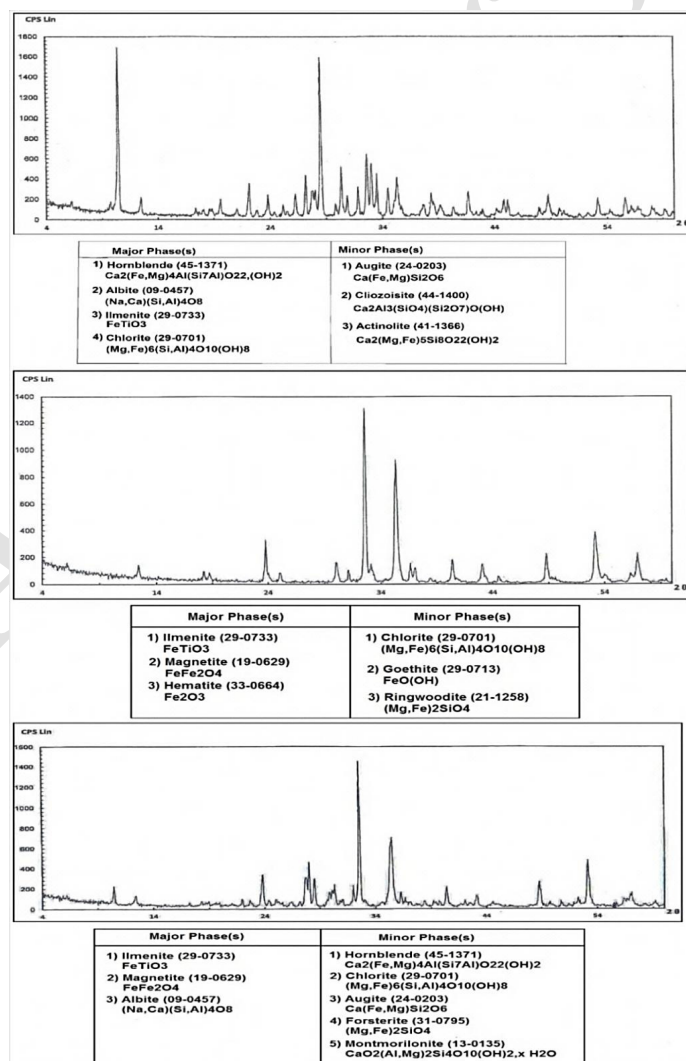 CPS Lin
1800
1600
1400
1200
1000
800
600
400
200
0
4 14 24 34 44 54 2.0
Major Phase(s) Minor Phase(s)
1) Hornblende (45-1371) 1) Augite (24-0203)
Ca2(Fe,Mg)4Al(Si7Al)O22,(OH)2 Ca(Fe,Mg)Si2O6
2) Albite (09-0457) 2) Cliozoisite (44-1400)
(Na,Ca)(Si,Al)4O8 Ca2Al3(SiO4)(Si2O7)O(OH)
3) Ilmenite (29-0733) 3) Actinolite (41-1366)
FeTiO3 Ca2(Mg,Fe)5Si8O22(OH)2
4) Chlorite (29-0701)
(Mg,Fe)6(Si,Al)4O10(OH)8
CPS Lin
1400
1200
1000
800
600
400
200
0
4 14 24 34 44 54 2.0
Major Phase(s) Minor Phase(s)
1) Ilmenite (29-0733) 1) Chlorite (29-0701)
FeTiO3 (Mg,Fe)6(Si,Al)4O10(OH)8
2) Magnetite (19-0629) 2) Goethite (29-0713)
FeFe2O4 FeO(OH)
3) Hematite (33-0664) 3) Ringwoodite (21-1258)
Fe2O3 (Mg,Fe)2SiO4
CPS Lin
1600
1400
1200
1000
800
600
400
200
0
4 14 24 34 44 54 2.0
Major Phase(s) Minor Phase(s)
1) Ilmenite (29-0733) 1) Hornblende (45-1371)
FeTiO3 Ca2(Fe,Mg)4Al(Si7Al)O22(OH)2
2) Magnetite (19-0629) 2) Chlorite (29-0701)
FeFe2O4 (Mg,Fe)6(Si,Al)4O10(OH)8
3) Albite (09-0457) 3) Augite (24-0203)
(Na,Ca)(Si,Al)4O8 Ca(Fe,Mg)Si2O6
4) Forsterite (31-0795)
(Mg,Fe)2SiO4
5) Montmorilonite (13-0135)
CaO2(Al,Mg)2Si4O10(OH)2,x H2O